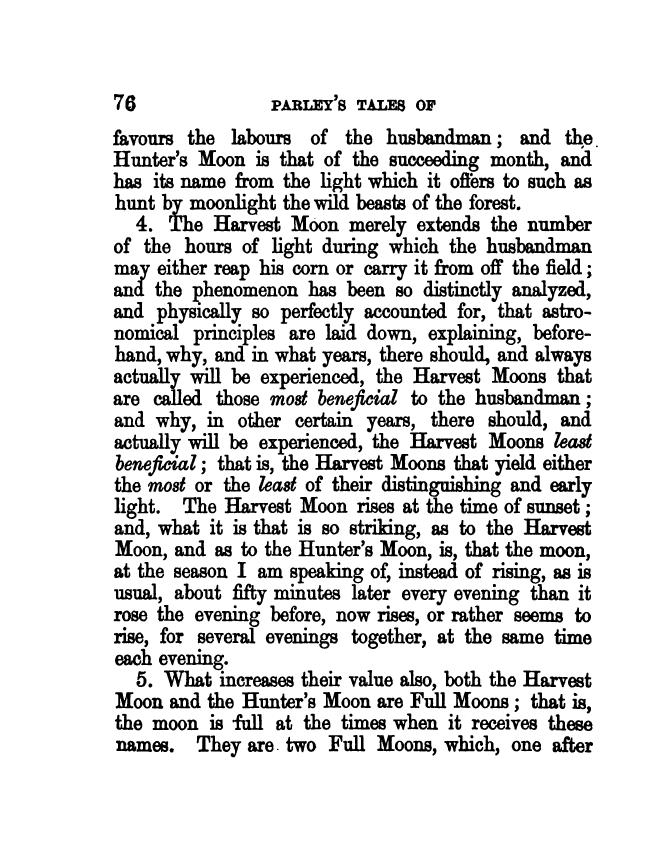 76 PARLEY'S TALES OF
favours the labours of the husbandman; and the
Hunter's Moon is that of the succeeding month, and
has its name from the light which it offers to such as
hunt by moonlight the wild beasts of the forest.
4. The Harvest Moon merely extends the number
of the hours of light during which the husbandman
may either reap his corn or carry it from off the field;
and the phenomenon has been so distinctly analyzed,
and physically so perfectly accounted for, that astro-
nomical principles are laid down, explaining, before-
hand, why, and in what years, there should, and always
actually will be experienced, the Harvest Moons that
are called those most beneficial to the husbandman;
and why, in other certain years, there should, and
actually will be experienced, the Harvest Moons least
beneficial; that is, the Harvest Moons that yield either
the most or the least of their distinguishing and early
light. The Harvest Moon rises at the time of sunset;
and, what it is that is so striking, as to the Harvest
Moon, and as to the Hunter's Moon, is, that the moon,
at the season I am speaking of, instead of rising, as is
usual, about fifty minutes later every evening than it
rose the evening before, now rises, or rather seems to
rise, for several evenings together, at the same time
each evening.
5. What increases their value also, both the Harvest
Moon and the Hunter's Moon are Full Moons; that is,
the moon is full at the times when it receives these
names. They are two Full Moons, which, one after